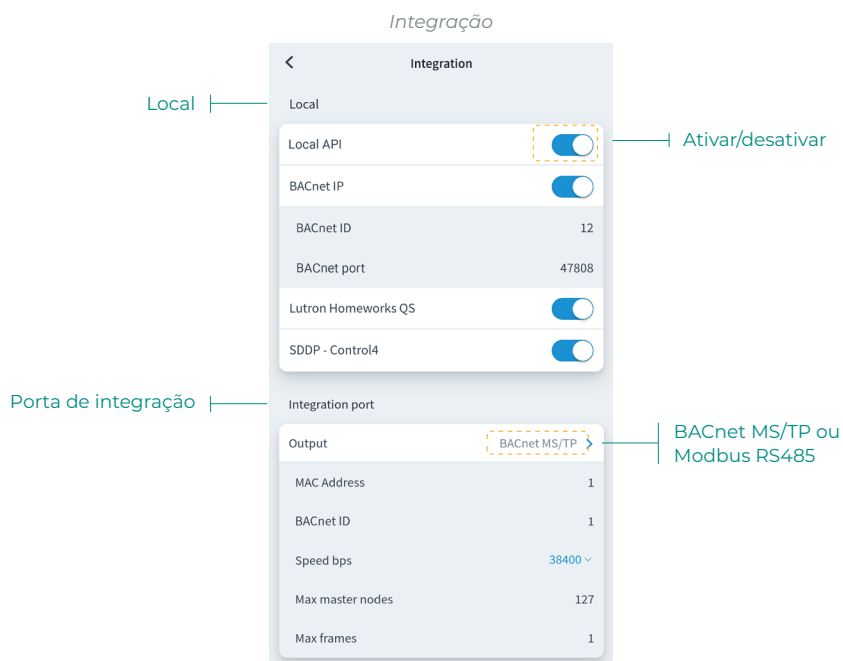 Integração
Integration
Local
Local
Local API
Ativar/desativar
BACnet IP
BACnet ID 12
BACnet port 47808
Lutron Homeworks QS
SDDP - Control4
Porta de integração
Integration port
Output BACnet MS/TP
BACnet MS/TP ou
Modbus RS485
MAC Address 1
BACnet ID 1
Speed bps 38400
Max master nodes 127
Max frames 1